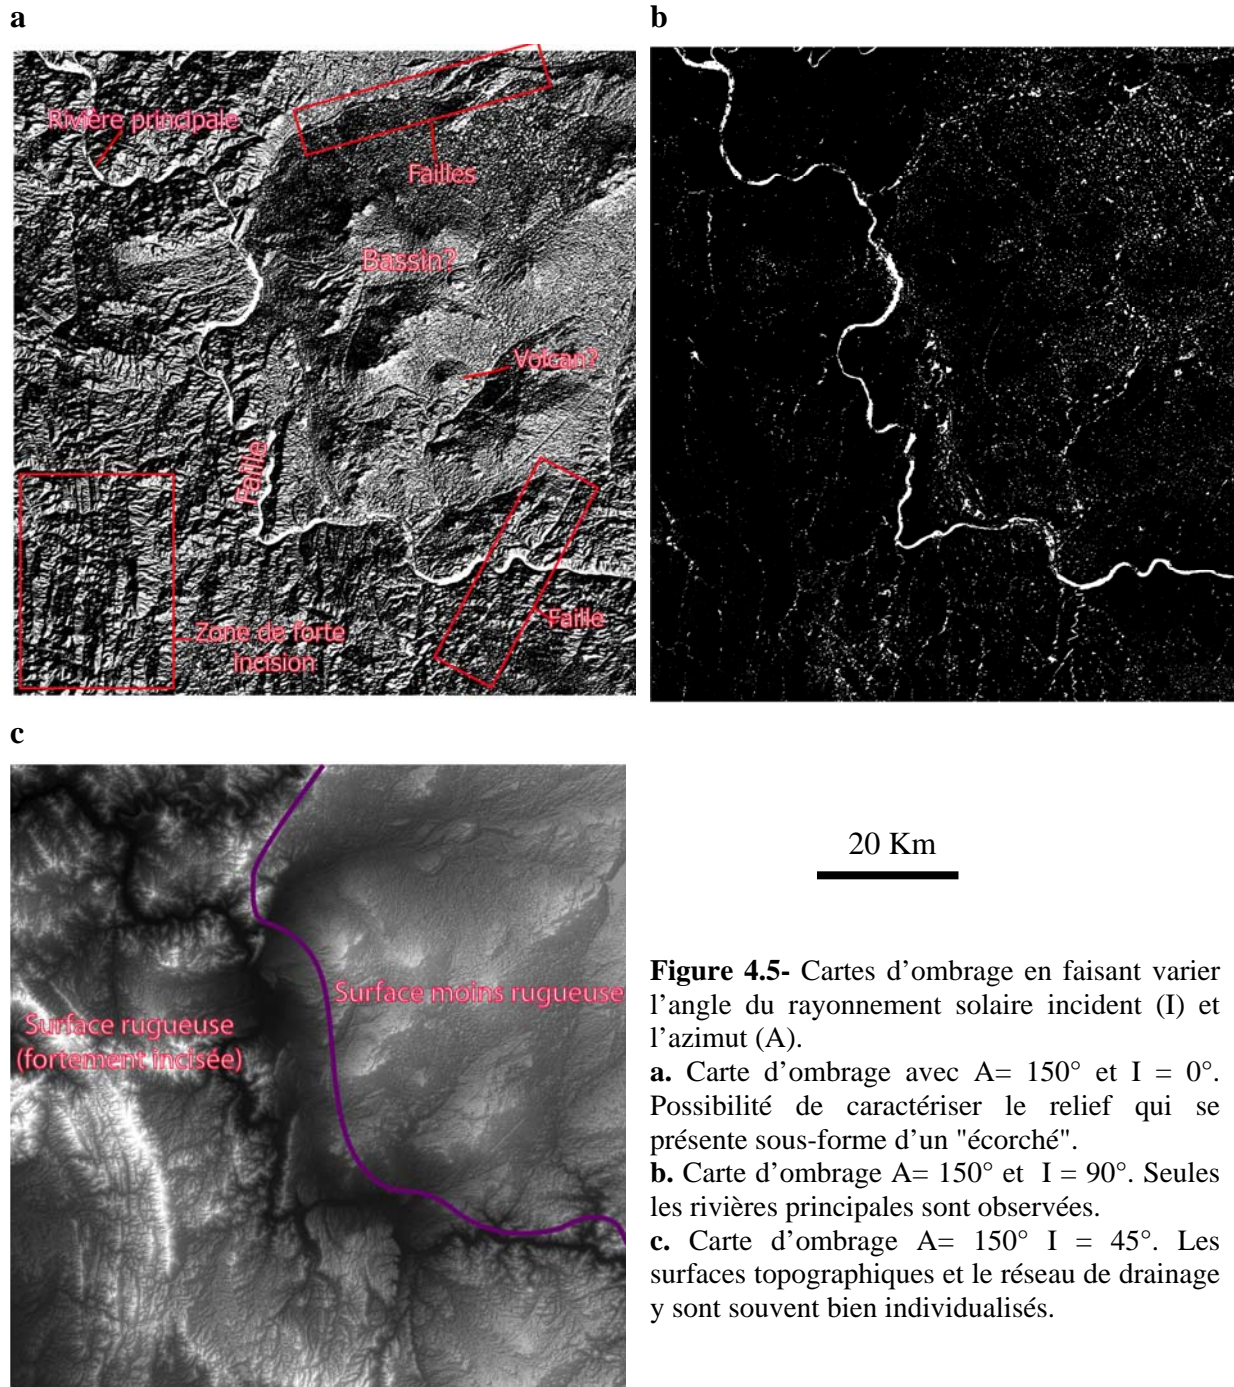 a
b
Rivière principale
Failles
Bassin?
Volcan?
Faille
Faille
Zone de forte
incision
c
Surface moins rugueuse
Surface rugueuse
(fortement incisée)
20 Km
Figure 4.5- Cartes d'ombrage en faisant varier
l'angle du rayonnement solaire incident (I) et
l'azimut (A).
a. Carte d'ombrage avec A= 150° et I = 0°.
Possibilité de caractériser le relief qui se
présente sous-forme d'un "écorché".
b. Carte d'ombrage A= 150° et I = 90°. Seules
les rivières principales sont observées.
c. Carte d'ombrage A= 150° I = 45°. Les
surfaces topographiques et le réseau de drainage
y sont souvent bien individualisés.